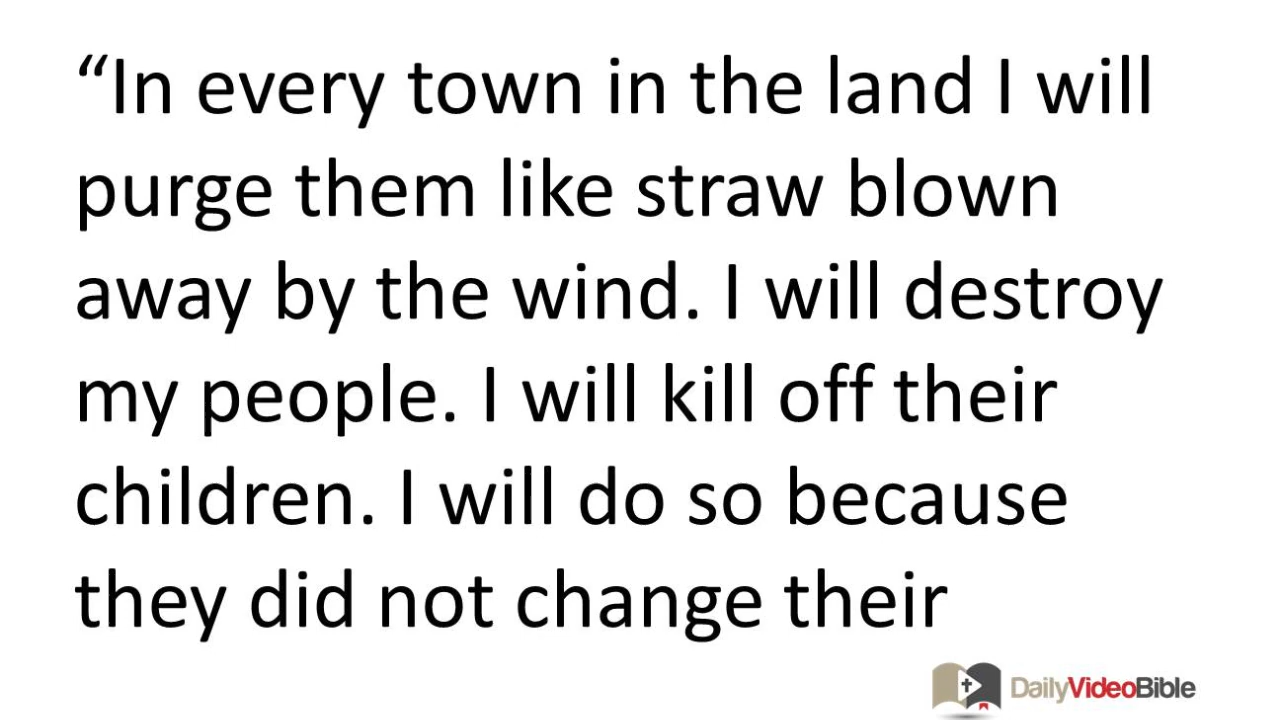 “In every town in the land I will
purge them like straw blown
away by the wind. I will destroy
my people. I will kill off their
children. I will do so because
they did not change their
DailyVideoBible